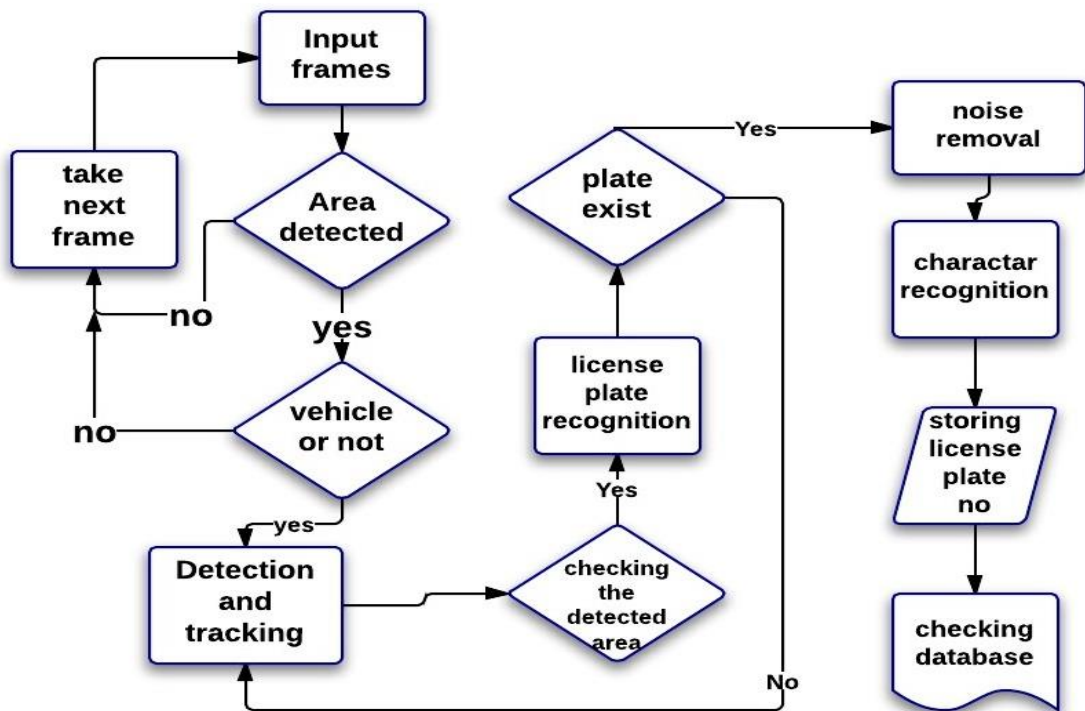 Input
frames
take
next
frame
Area
detected
no
yes
vehicle
or not
no
yes
Detection
and
tracking
checking
the
detected
area
Yes
license
plate
recognition
plate
exist
Yes
No
noise
removal
charactar
recognition
storing
license
plate
no
checking
database